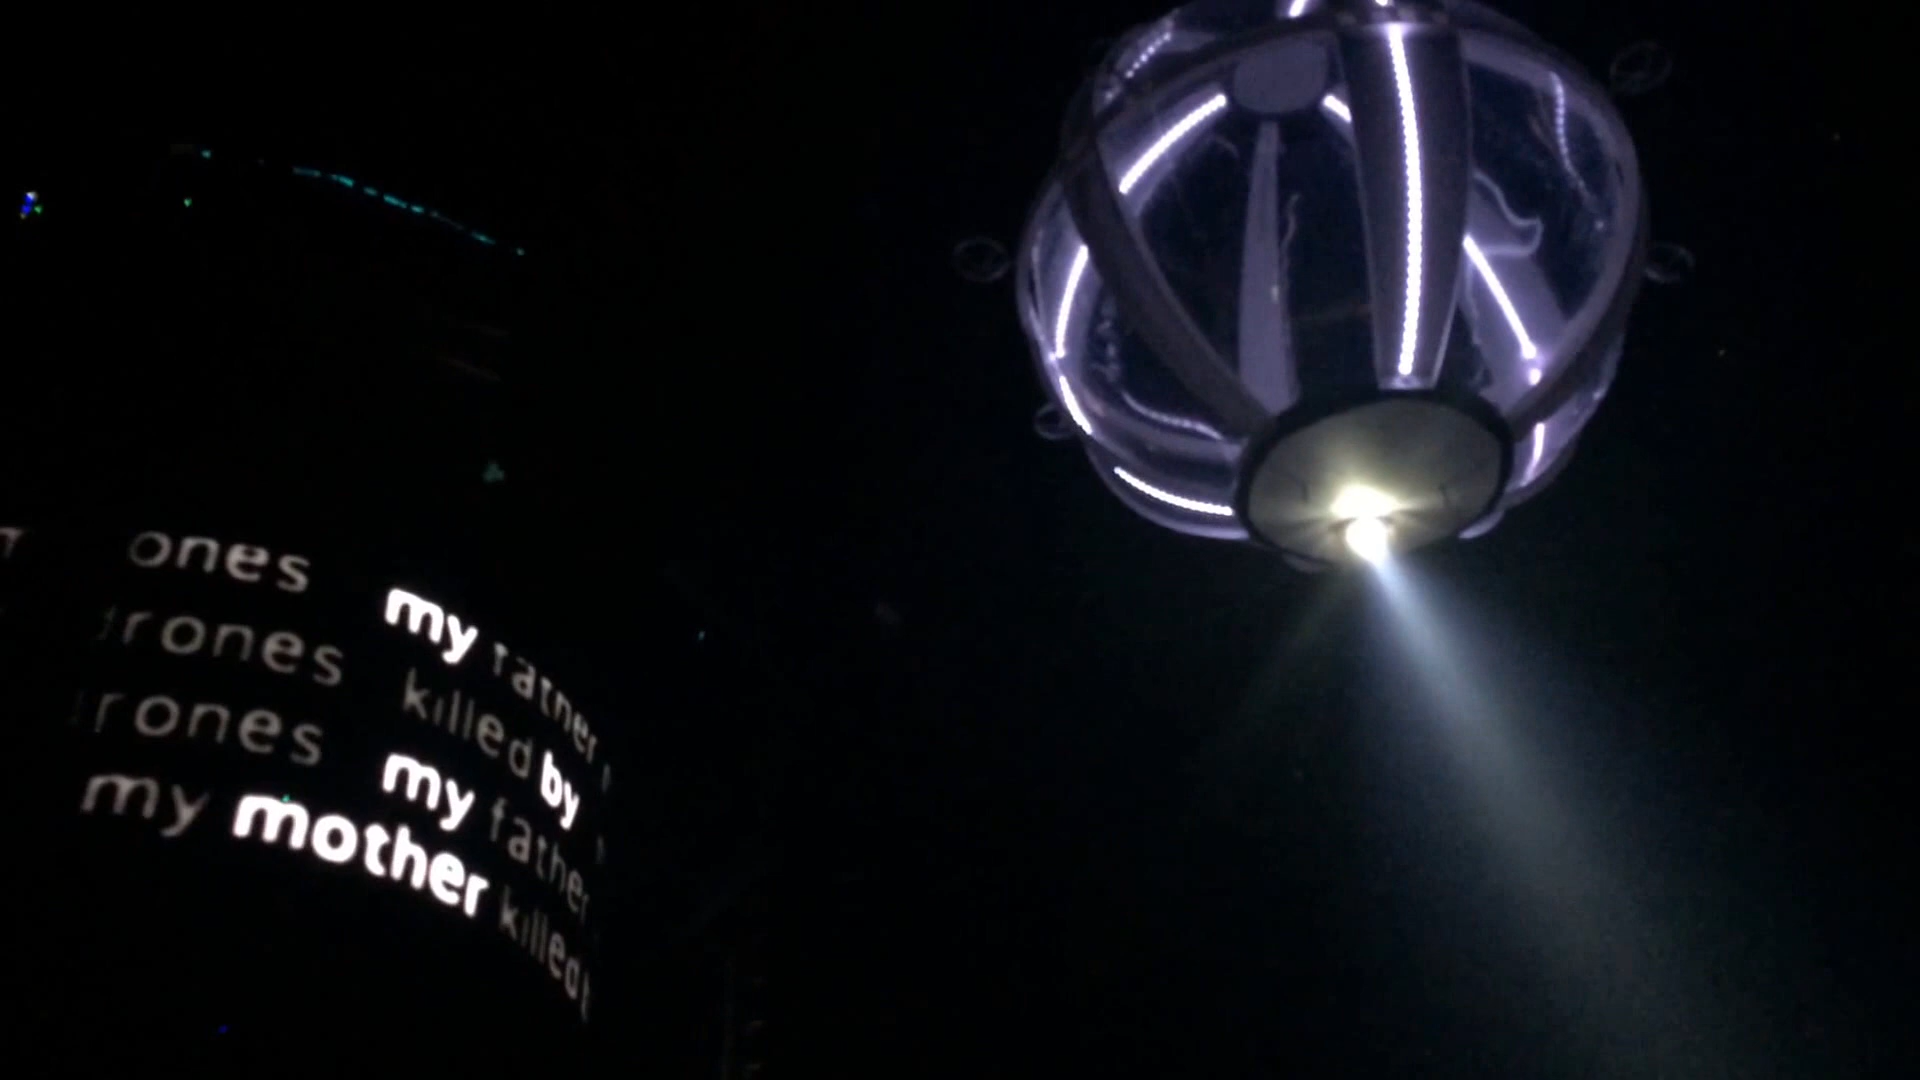 ones my father
rones killed by
rones my father
my mother killed